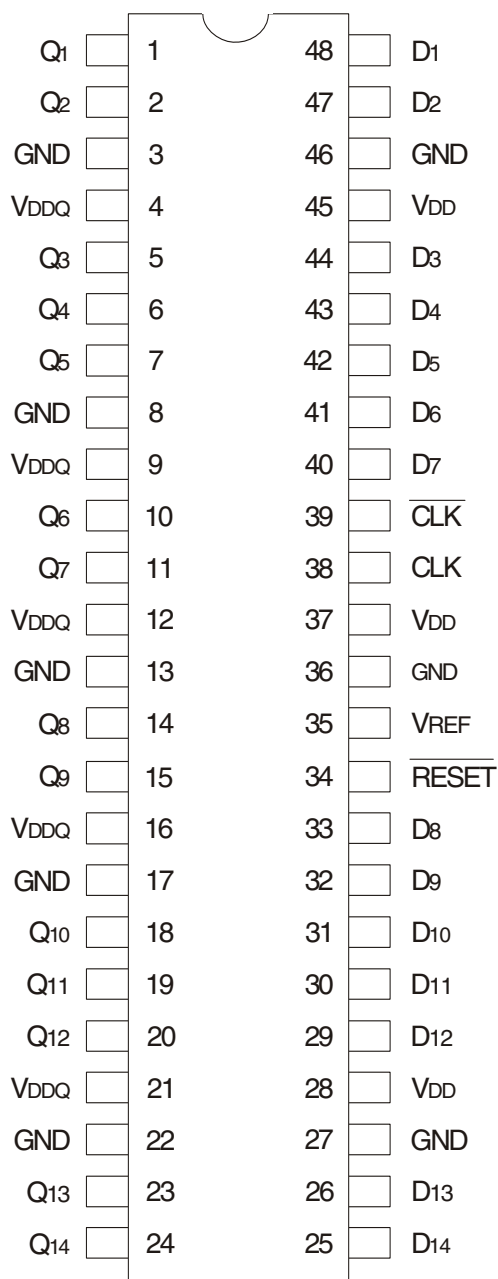 Q1 1 48 D1
Q2 2 47 D2
GND 3 46 GND
VDDQ 4 45 VDD
Q3 5 44 D3
Q4 6 43 D4
Q5 7 42 D5
GND 8 41 D6
VDDQ 9 40 D7
Q6 10 39 C̅L̅K̅
Q7 11 38 CLK
VDDQ 12 37 VDD
GND 13 36 GND
Q8 14 35 VREF
Q9 15 34 R̅E̅S̅E̅T̅
VDDQ 16 33 D8
GND 17 32 D9
Q10 18 31 D10
Q11 19 30 D11
Q12 20 29 D12
VDDQ 21 28 VDD
GND 22 27 GND
Q13 23 26 D13
Q14 24 25 D14